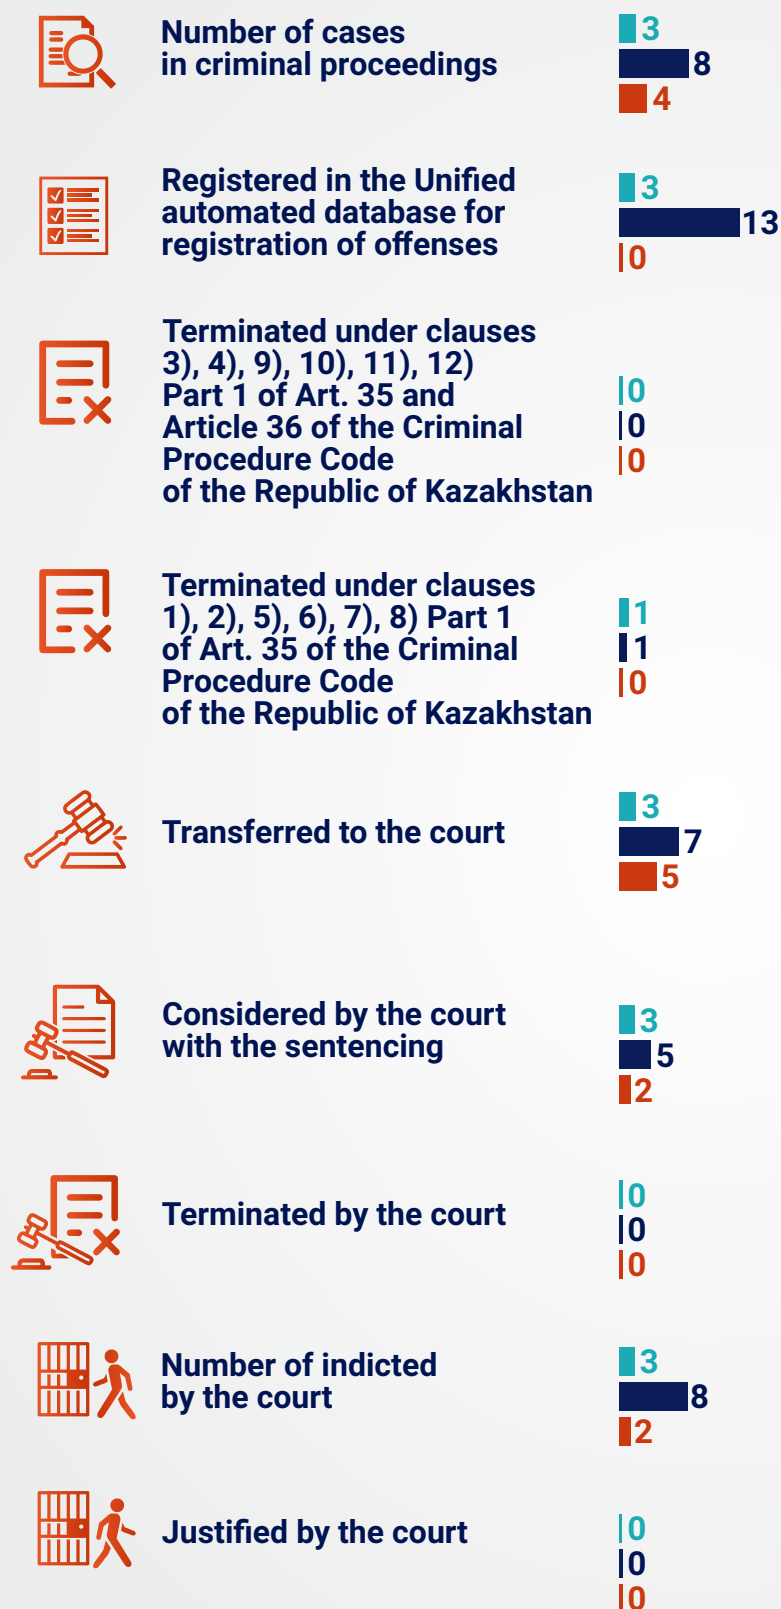 Number of cases
in criminal proceedings
3
8
4
Registered in the Unified
automated database for
registration of offenses
3
13
0
Terminated under clauses
3), 4), 9), 10), 11), 12)
Part 1 of Art. 35 and
Article 36 of the Criminal
Procedure Code
of the Republic of Kazakhstan
0
0
0
Terminated under clauses
1), 2), 5), 6), 7), 8) Part 1
of Art. 35 of the Criminal
Procedure Code
of the Republic of Kazakhstan
1
1
0
Transferred to the court
3
7
5
Considered by the court
with the sentencing
3
5
2
Terminated by the court
0
0
0
Number of indicted
by the court
3
8
2
Justified by the court
0
0
0